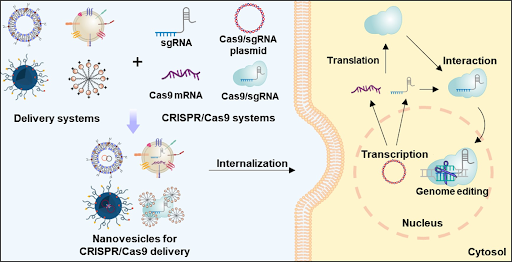 sgRNA
Cas9/sgRNA
plasmid
Cas9 mRNA
Cas9/sgRNA
Delivery systems
CRISPR/Cas9 systems
Internalization
Nanovesicles for
CRISPR/Cas9 delivery
Translation
Interaction
Transcription
Genome editing
Nucleus
Cytosol